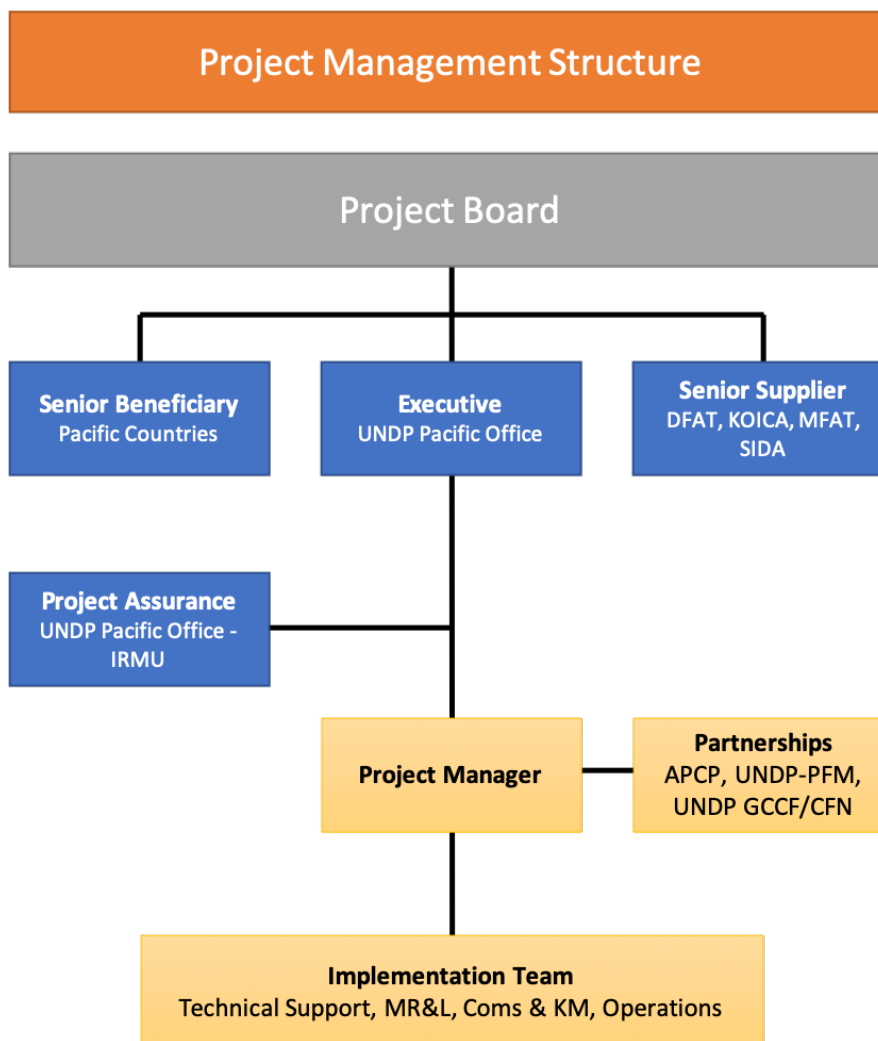 Project Management Structure
Project Board
Senior Beneficiary
Pacific Countries
Executive
UNDP Pacific Office
Senior Supplier
DFAT, KOICA, MFAT,
SIDA
Project Assurance
UNDP Pacific Office -
IRMU
Project Manager
Partnerships
APCP, UNDP-PFM,
UNDP GCCF/CFN
Implementation Team
Technical Support, MR&L, Coms & KM, Operations